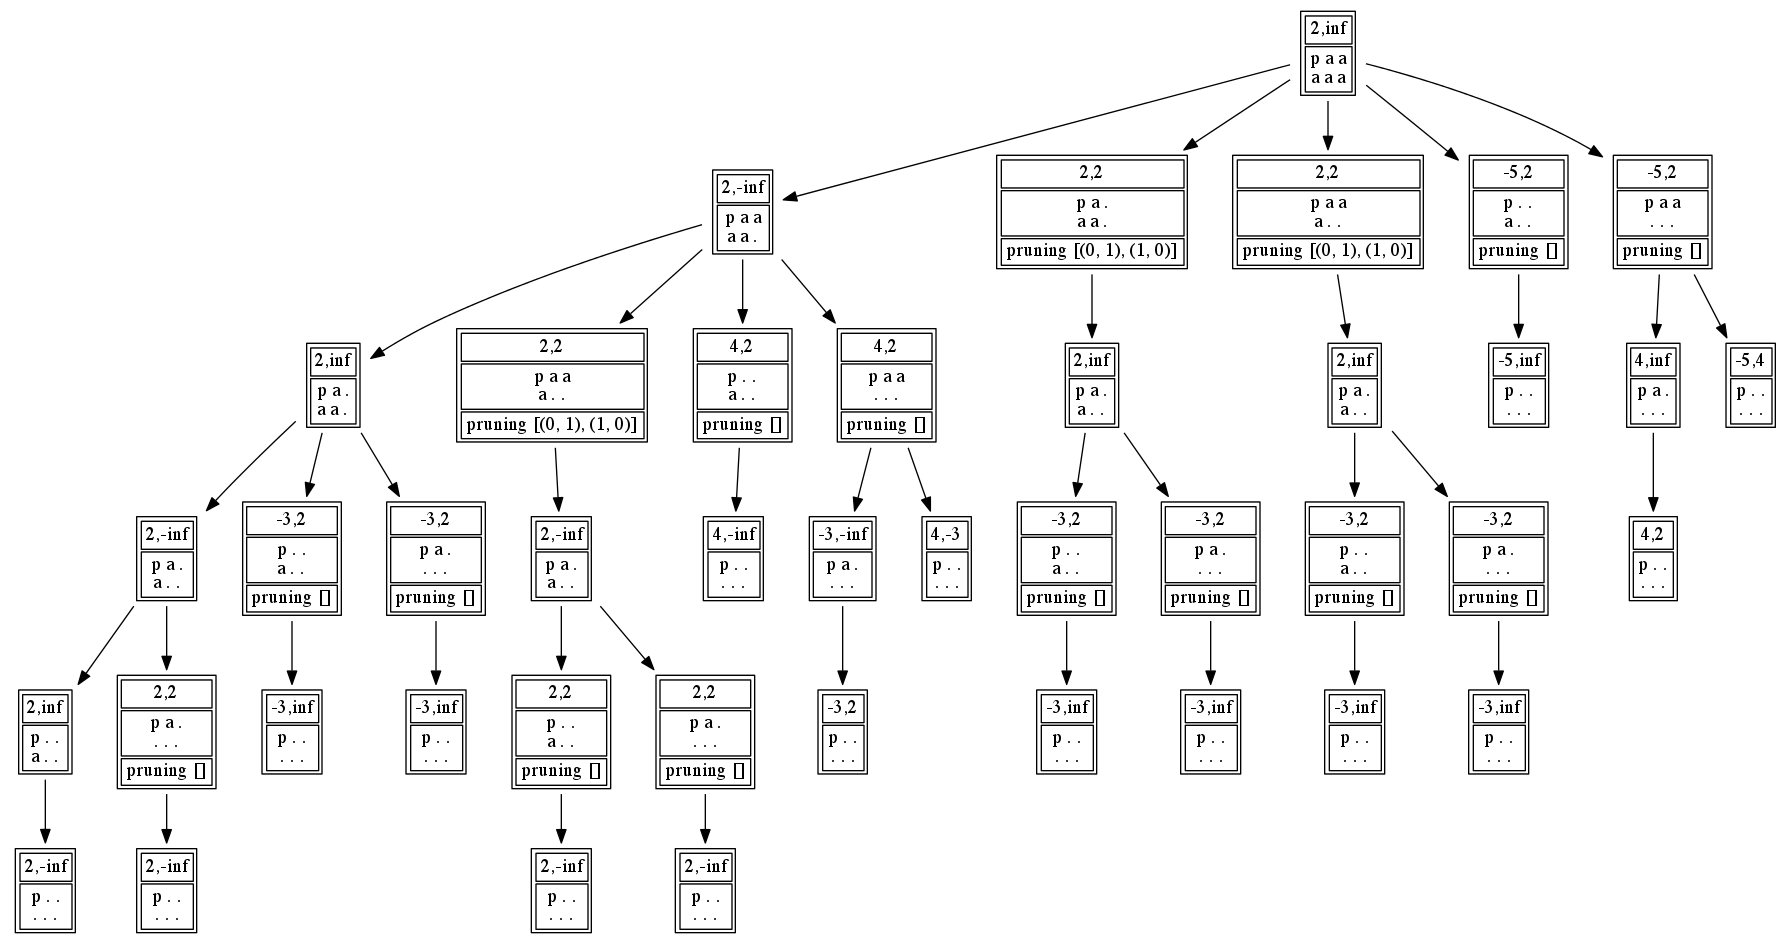 2,inf
p a a
a a a
2,-inf
p a a
a a .
2,2
p a .
a a .
pruning [(0, 1), (1, 0)]
2,2
p a a
a . .
pruning [(0, 1), (1, 0)]
-5,2
p . .
a . .
pruning []
-5,2
p a a
. . .
pruning []
2,inf
p a .
a a .
2,2
p a a
a . .
pruning [(0, 1), (1, 0)]
4,2
p . .
a . .
pruning []
4,2
p a a
. . .
pruning []
2,inf
p a .
a . .
2,inf
p a .
a . .
-5,inf
p . .
. . .
4,inf
p a .
. . .
-5,4
p . .
. . .
2,-inf
p a .
a . .
-3,2
p . .
a . .
pruning []
-3,2
p a .
. . .
pruning []
2,-inf
p a .
a . .
4,-inf
p . .
. . .
-3,-inf
p a .
. . .
4,-3
p . .
. . .
-3,2
p . .
a . .
pruning []
-3,2
p a .
. . .
pruning []
-3,2
p . .
a . .
pruning []
-3,2
p a .
. . .
pruning []
4,2
p . .
. . .
2,inf
p . .
a . .
2,2
p a .
. . .
pruning []
-3,inf
p . .
. . .
-3,inf
p . .
. . .
2,2
p . .
a . .
pruning []
2,2
p a .
. . .
pruning []
-3,2
p . .
. . .
-3,inf
p . .
. . .
-3,inf
p . .
. . .
-3,inf
p . .
. . .
-3,inf
p . .
. . .
2,-inf
p . .
. . .
2,-inf
p . .
. . .
2,-inf
p . .
. . .
2,-inf
p . .
. . .